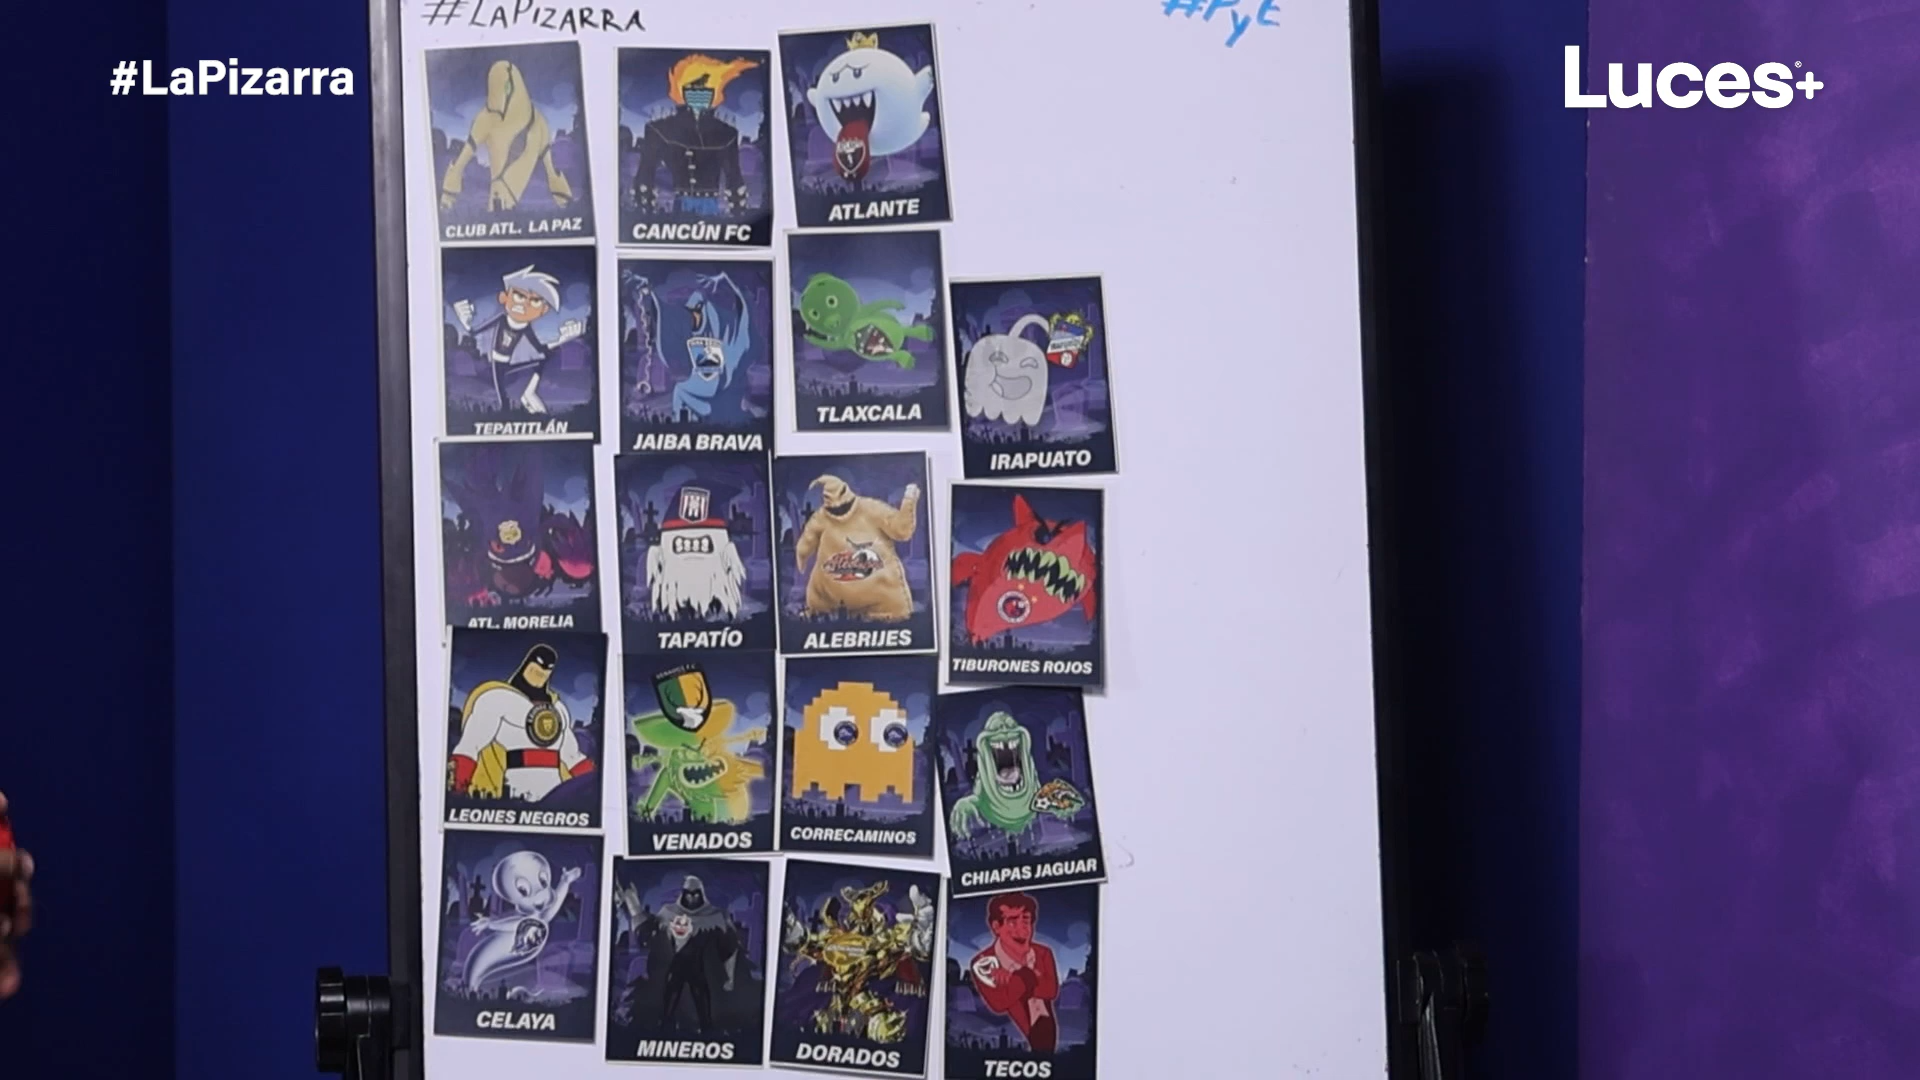 #LAPIZARRA
#PyE
#LaPizarra
Luces+
CLUB ATL. LA PAZ
CANCÚN FC
ATLANTE
TEPATITLÁN
JAIBA BRAVA
TLAXCALA
IRAPUATO
ATL. MORELIA
TAPATÍO
ALEBRIJES
TIBURONES ROJOS
LEONES NEGROS
VENADOS
CORRECAMINOS
CHIAPAS JAGUAR
CELAYA
MINEROS
DORADOS
TECOS